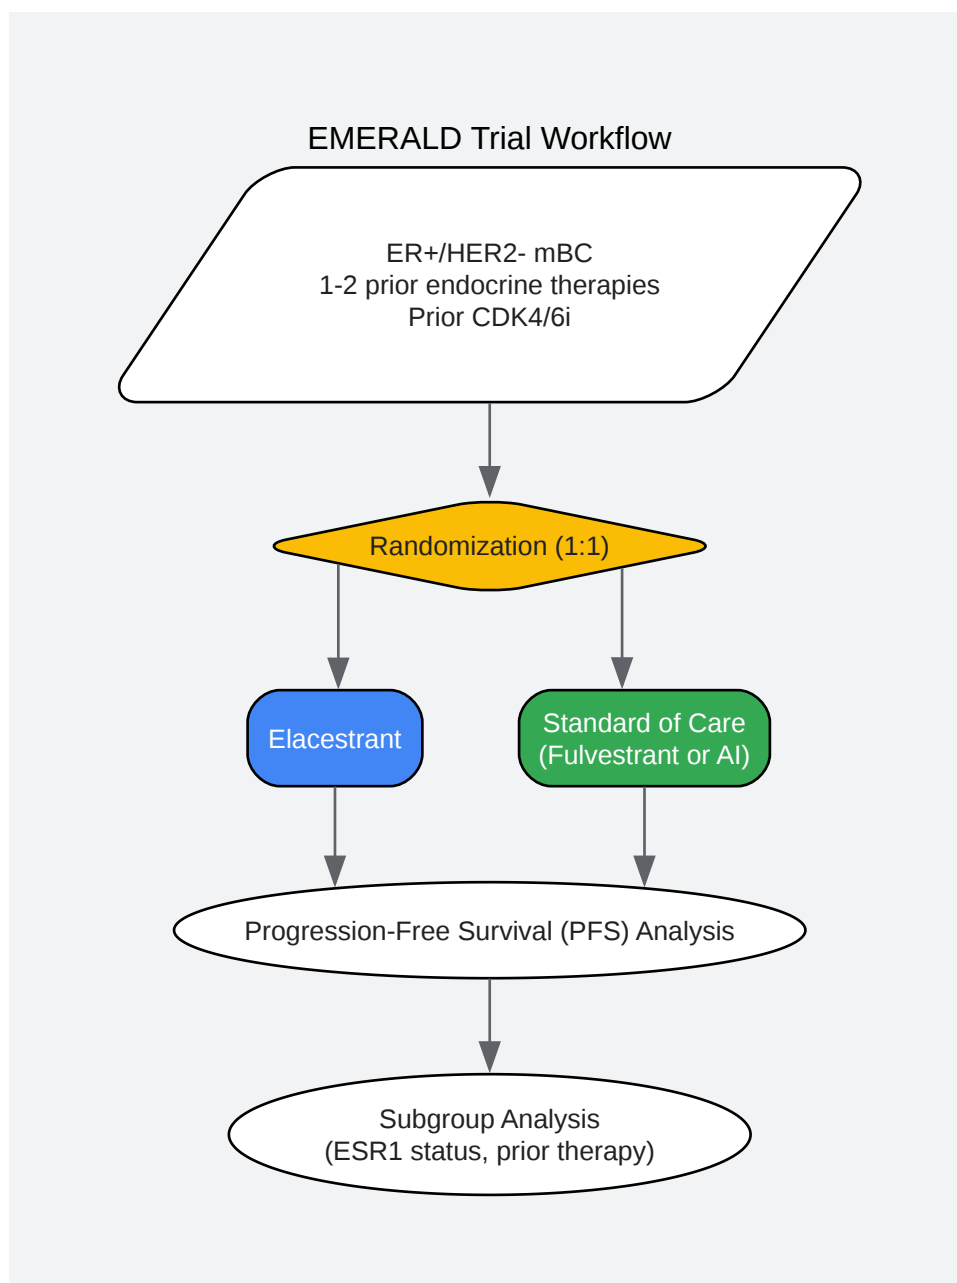 EMERALD Trial Workflow
ER+/HER2- mBC
1-2 prior endocrine therapies
Prior CDK4/6i
Randomization (1:1)
Elacestrant
Standard of Care
(Fulvestrant or AI)
Progression-Free Survival (PFS) Analysis
Subgroup Analysis
(ESR1 status, prior therapy)